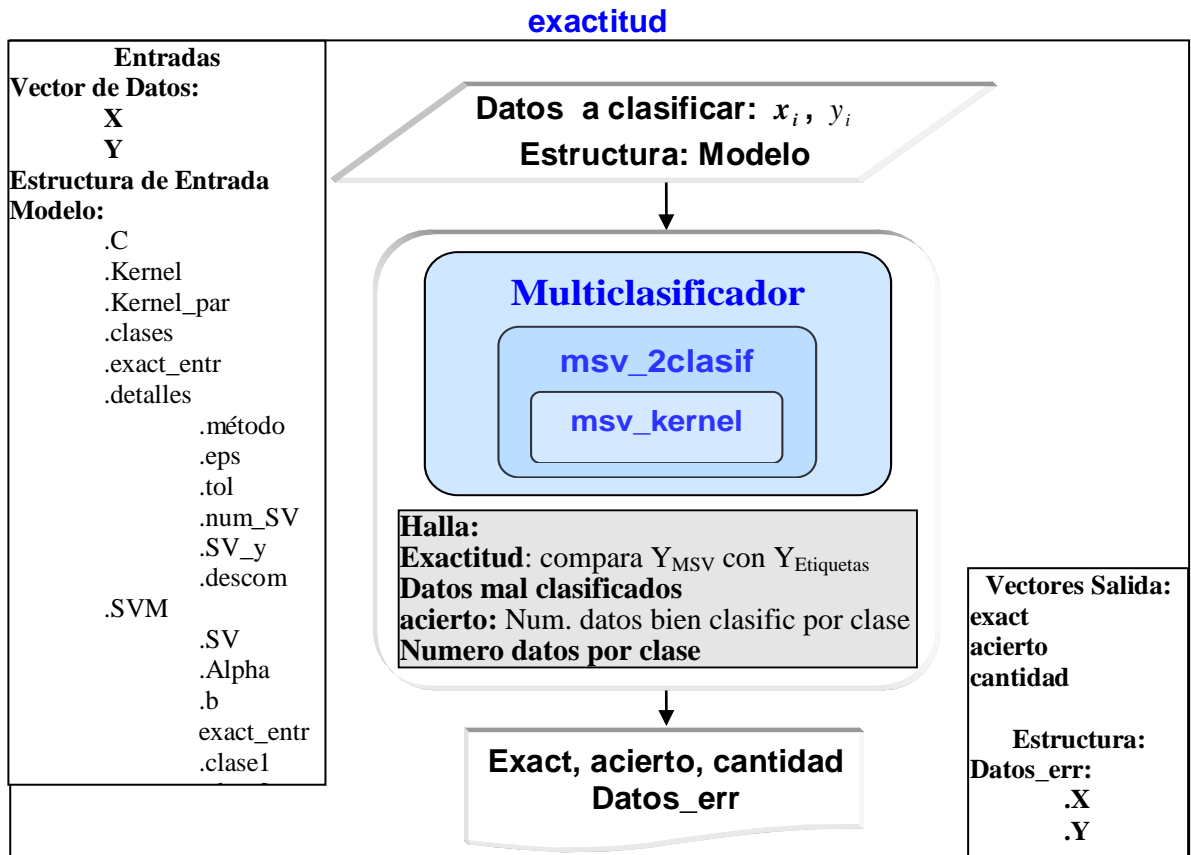 exactitud
Entradas
Vector de Datos:
X
Y
Estructura de Entrada
Modelo:
.C
.Kernel
.Kernel_par
.clases
.exact_entr
.detalles
.método
.eps
.tol
.num_SV
.SV_y
.descom
.SVM
.SV
.Alpha
.b
exact_entr
.clase1
Datos a clasificar: xᵢ, yᵢ
Estructura: Modelo
Multiclasificador
msv_2clasif
msv_kernel
Halla:
Exactitud: compara Y_MSV con Y_Etiquetas
Datos mal clasificados
acierto: Num. datos bien clasific por clase
Numero datos por clase
Exact, acierto, cantidad
Datos_err
Vectores Salida:
exact
acierto
cantidad
Estructura:
Datos_err:
.X
.Y